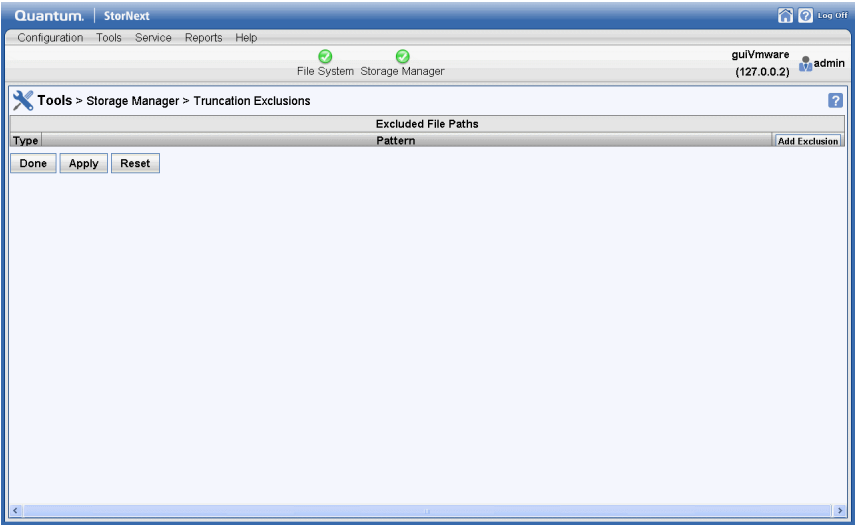 Quantum. | StorNext Log Off
Configuration Tools Service Reports Help
File System Storage Manager
guiVmware
(127.0.0.2)
admin
Tools > Storage Manager > Truncation Exclusions
Excluded File Paths
Type Pattern Add Exclusion
Done Apply Reset